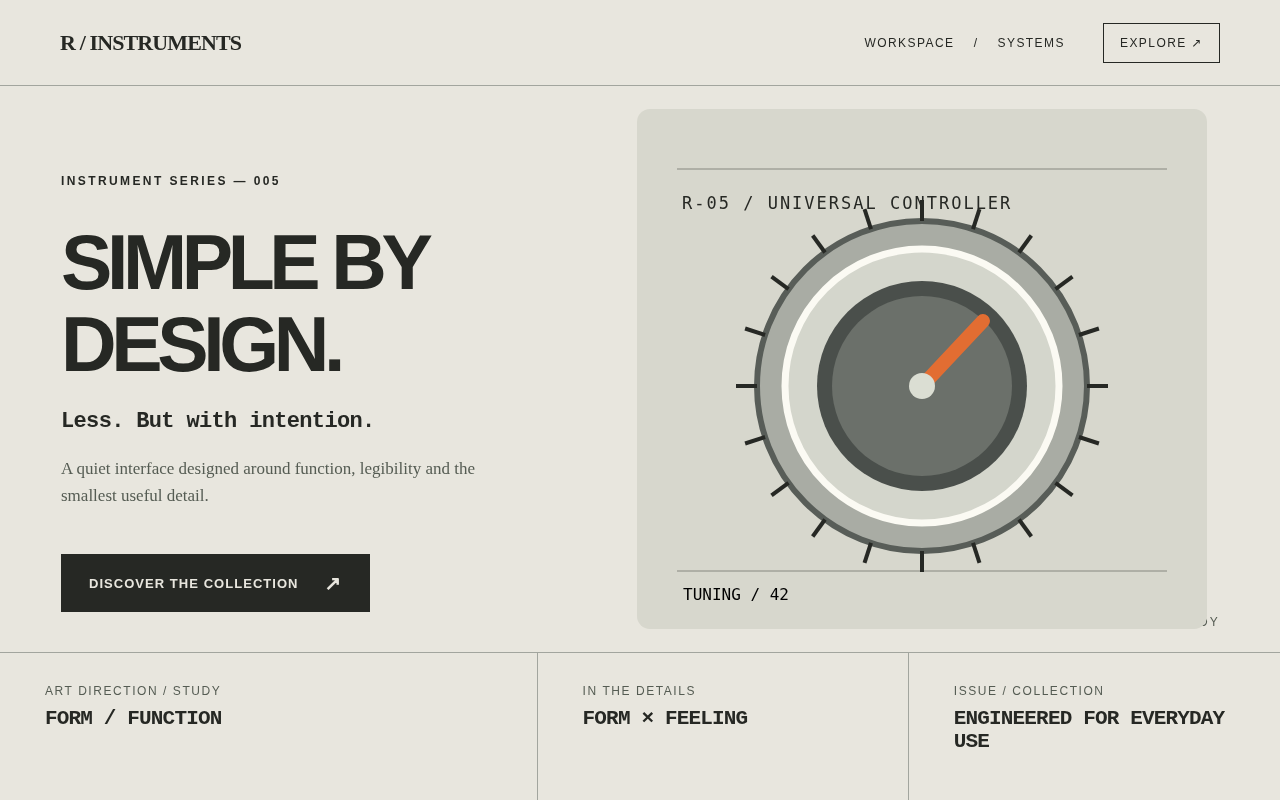 R / INSTRUMENTS
WORKSPACE / SYSTEMS
EXPLORE ↗
INSTRUMENT SERIES — 005
SIMPLE BY
DESIGN.
Less. But with intention.
A quiet interface designed around function, legibility and the
smallest useful detail.
DISCOVER THE COLLECTION ↗
R-05 / UNIVERSAL CONTROLLER
TUNING / 42
ART DIRECTION / STUDY
FORM / FUNCTION
IN THE DETAILS
FORM × FEELING
ISSUE / COLLECTION
ENGINEERED FOR EVERYDAY
USE